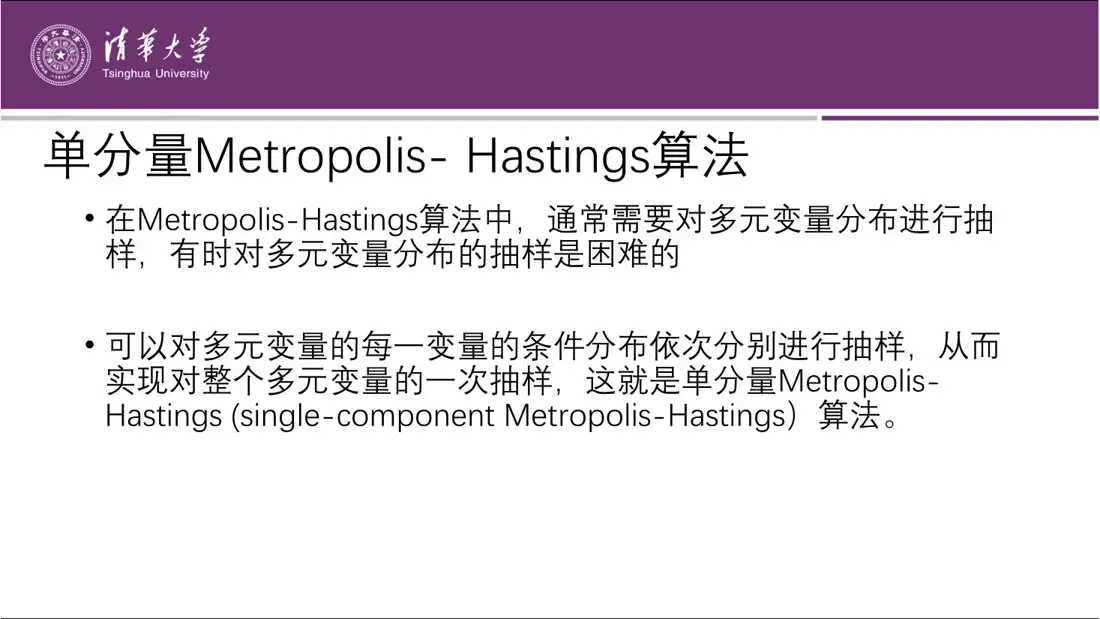 清华大学
Tsinghua University
单分量Metropolis- Hastings算法
• 在Metropolis-Hastings算法中，通常需要对多元变量分布进行抽
样，有时对多元变量分布的抽样是困难的
• 可以对多元变量的每一变量的条件分布依次分别进行抽样，从而
实现对整个多元变量的一次抽样，这就是单分量Metropolis-
Hastings (single-component Metropolis-Hastings）算法。